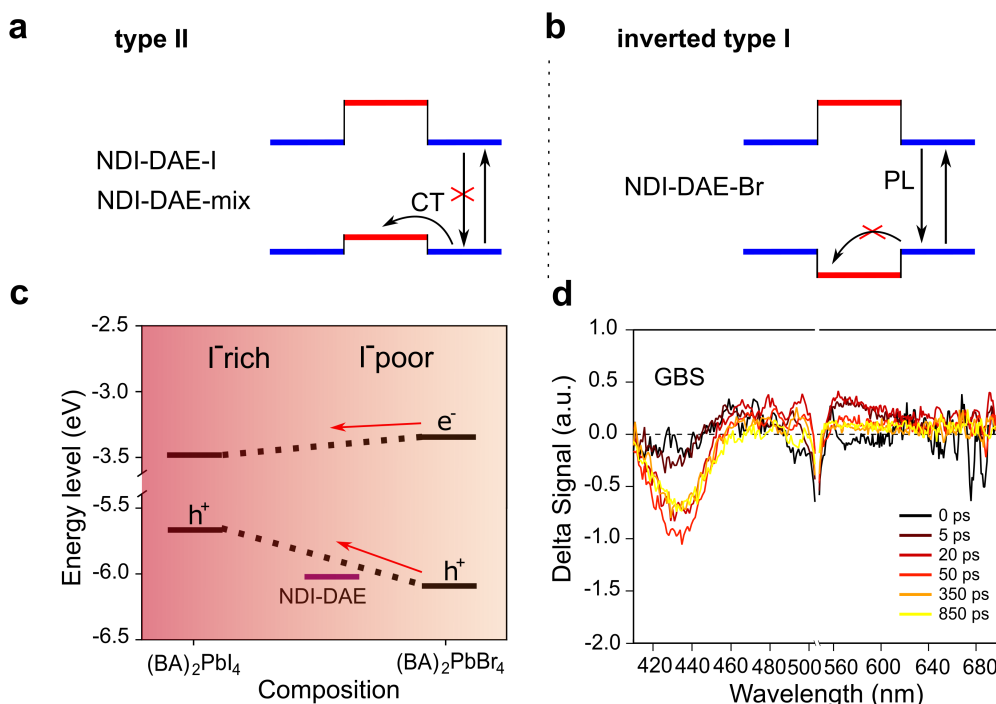 a
type II
NDI-DAE-I
NDI-DAE-mix
CT
b
inverted type I
NDI-DAE-Br
PL
c
Energy level (eV)
-2.5
-3.0
-3.5
-5.5
-6.0
-6.5
I⁻rich
I⁻poor
e⁻
h⁺
h⁺
NDI-DAE
(BA)₂PbI₄
(BA)₂PbBr₄
Composition
d
Delta Signal (a.u.)
1.0
0.5
0.0
-0.5
-1.0
-1.5
-2.0
GBS
0 ps
5 ps
20 ps
50 ps
350 ps
850 ps
420 440 460 480 500 560 600 640 680
Wavelength (nm)